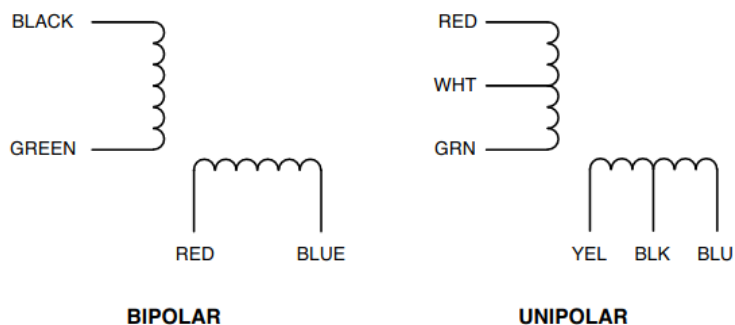 BLACK
GREEN
RED BLUE
BIPOLAR
RED
WHT
GRN
YEL BLK BLU
UNIPOLAR